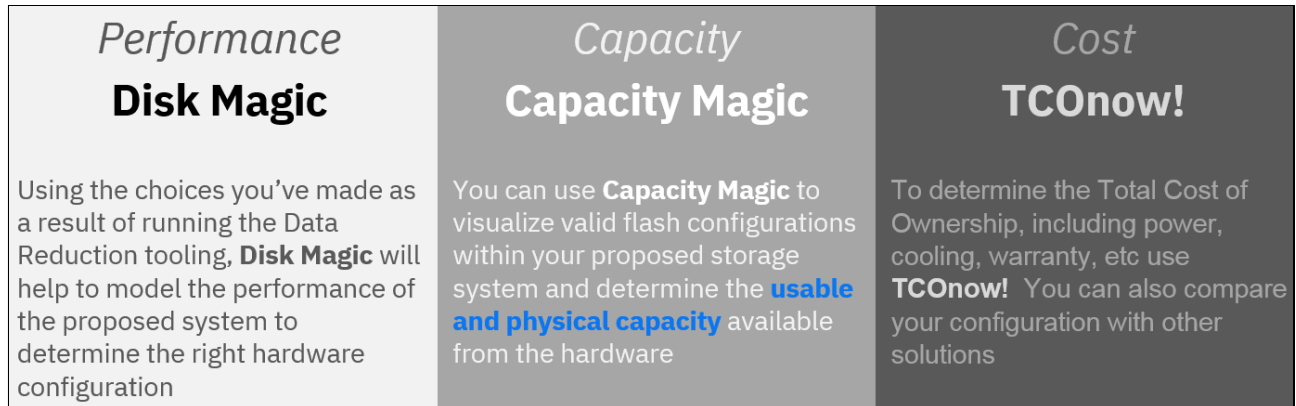 Performance
Disk Magic
Using the choices you've made as
a result of running the Data
Reduction tooling, Disk Magic will
help to model the performance of
the proposed system to
determine the right hardware
configuration
Capacity
Capacity Magic
You can use Capacity Magic to
visualize valid flash configurations
within your proposed storage
system and determine the usable
and physical capacity available
from the hardware
Cost
TCOnow!
To determine the Total Cost of
Ownership, including power,
cooling, warranty, etc use
TCOnow!  You can also compare
your configuration with other
solutions